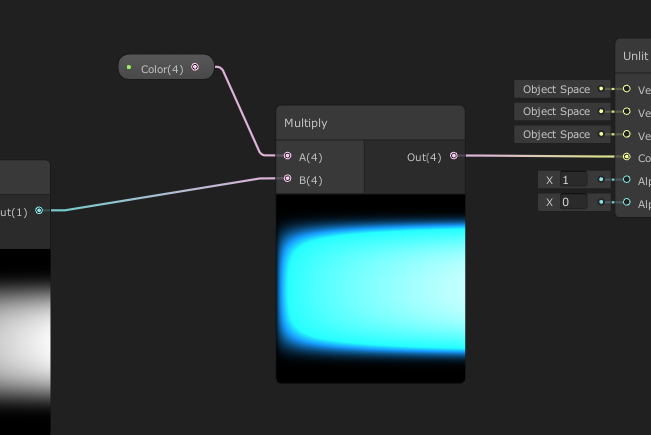 Color(4)
Multiply
A(4)
B(4)
Out(4)
ut(1)
Object Space
Object Space
Object Space
X 1
X 0
Unlit
Ve
Ve
Ve
Co
Alp
Alp